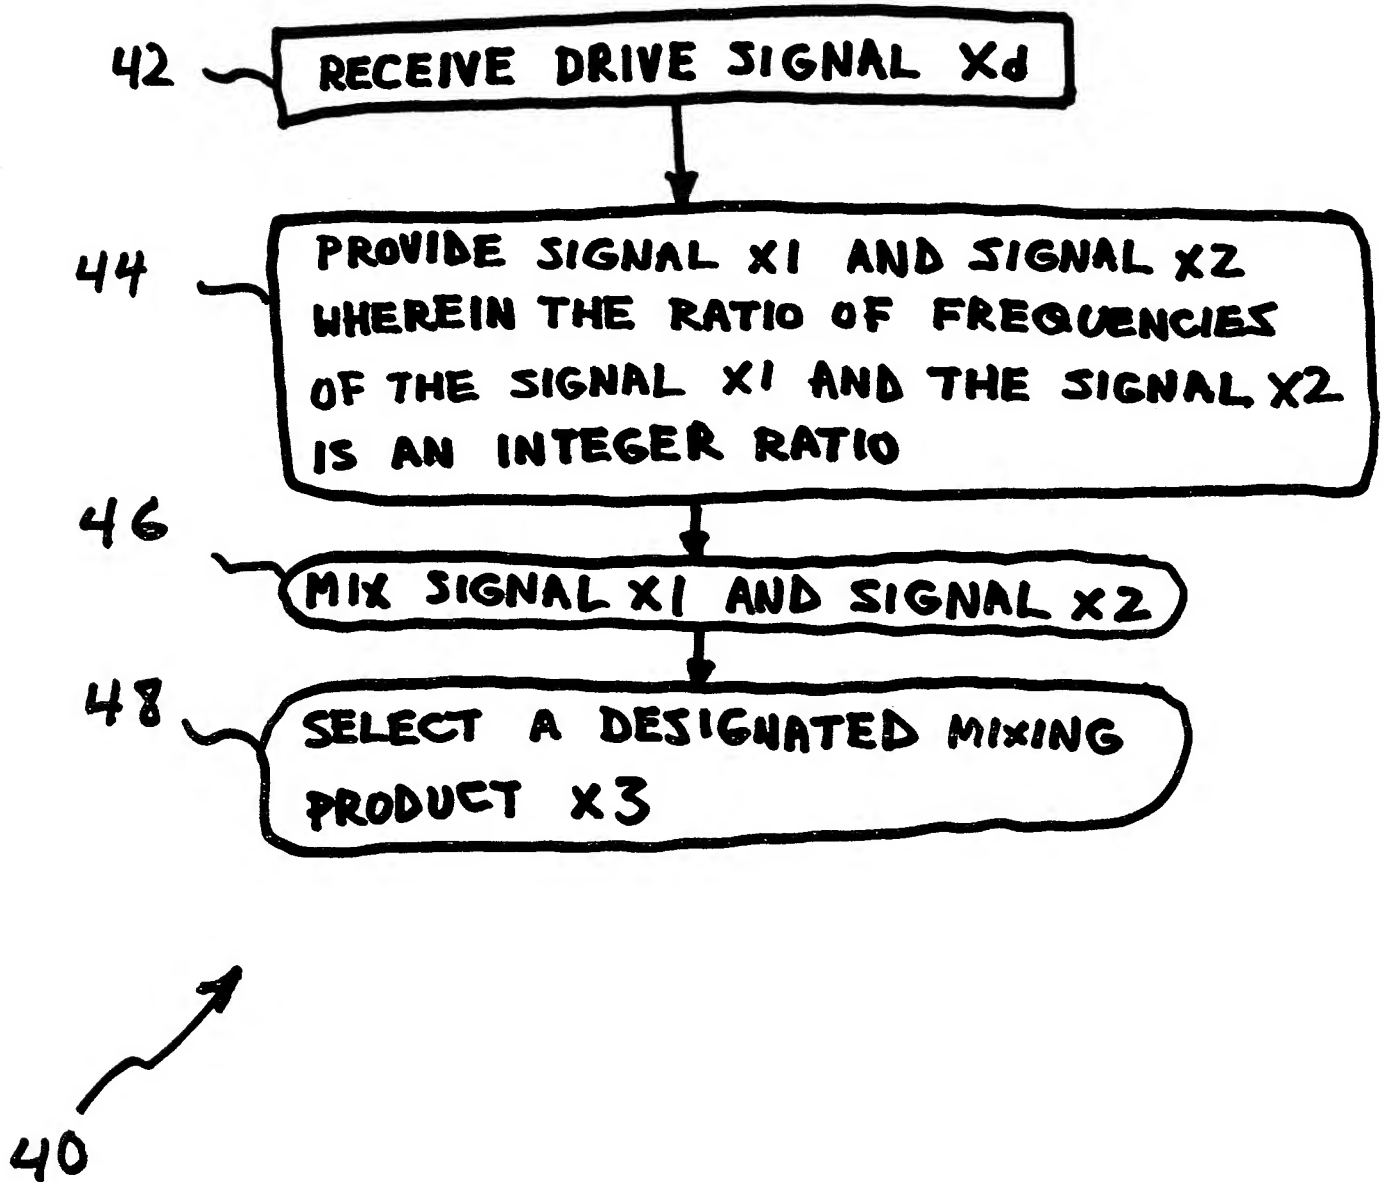 42
RECEIVE DRIVE SIGNAL Xd
44
PROVIDE SIGNAL X1 AND SIGNAL X2
WHEREIN THE RATIO OF FREQUENCIES
OF THE SIGNAL X1 AND THE SIGNAL X2
IS AN INTEGER RATIO
46
MIX SIGNAL X1 AND SIGNAL X2
48
SELECT A DESIGNATED MIXING
PRODUCT X3
40